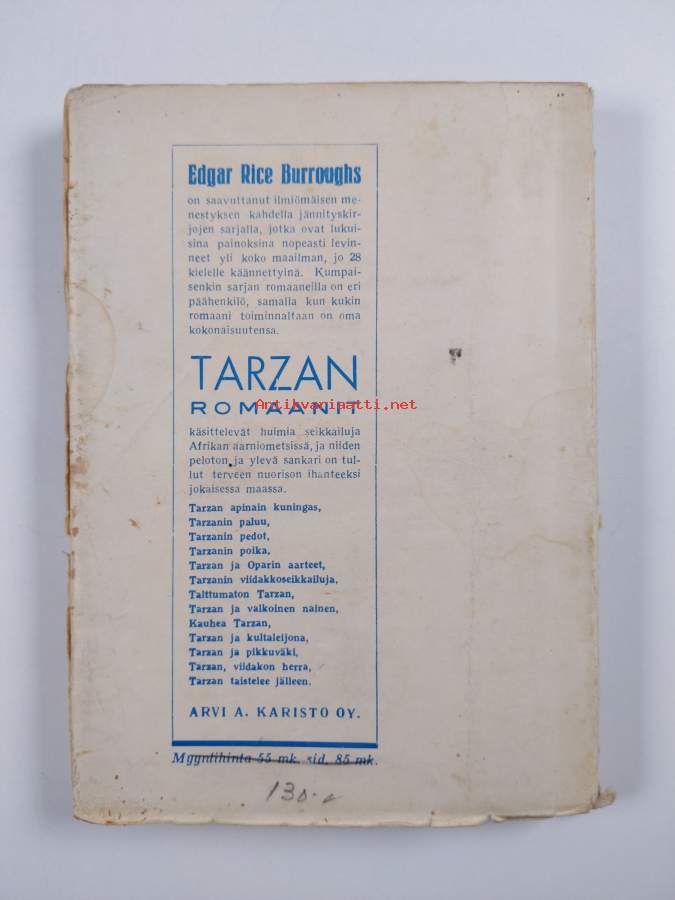 Edgar Rice Burroughs
on saavuttanut ilmiömäisen me-
nestyksen kahdella jännityskir-
jojen sarjalla, jotka ovat lukui-
sina painoksina nopeasti levin-
neet yli koko maailman, jo 28
kielelle käännettyinä. Kumpai-
senkin sarjan romaaneilla on eri
päähenkilö, samalla kun kukin
romaani toiminnaltaan on oma
kokonaisuutensa.
TARZAN
ROMAANIT
Antikvariaatti.net
käsittelevät huimia seikkailuja
Afrikan aarniometsissä, ja niiden
peloton ja ylevä sankari on tul-
lut terveen nuorison ihanteeksi
jokaisessa maassa.
Tarzan apinain kuningas,
Tarzanin paluu,
Tarzanin pedot,
Tarzanin poika,
Tarzan ja Oparin aarteet,
Tarzanin viidakkoseikkailuja,
Talttumaton Tarzan,
Tarzan ja valkoinen nainen,
Kauhea Tarzan,
Tarzan ja kultaleijona,
Tarzan ja pikkuväki,
Tarzan, viidakon herra,
Tarzan taistelee jälleen.
ARVI A. KARISTO OY.
Myyntihinta 55 mk. sid. 85 mk.
130.-